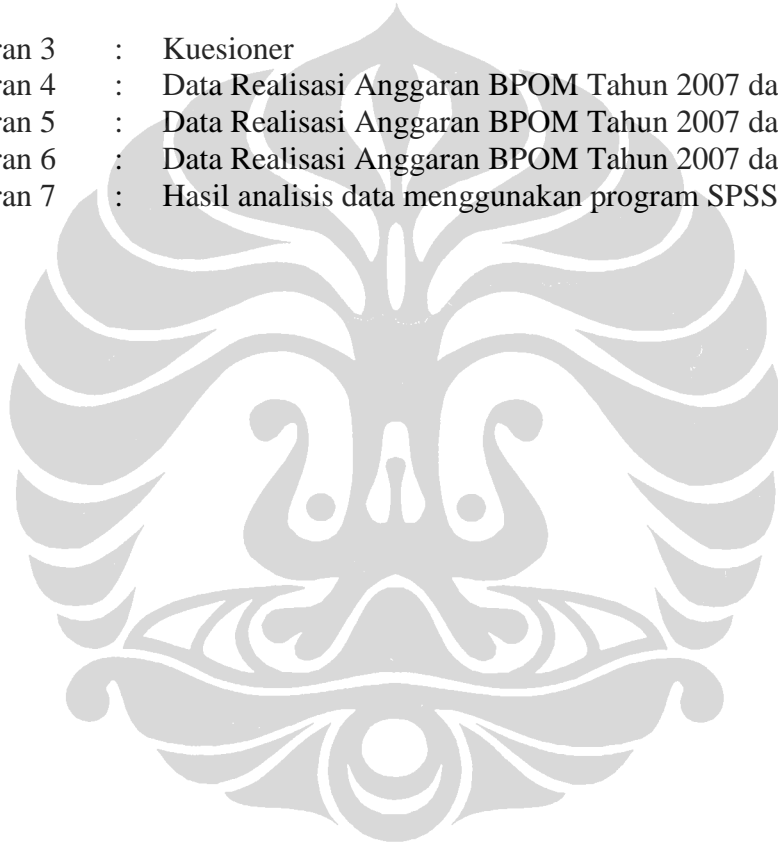 ran 3 : Kuesioner
ran 4 : Data Realisasi Anggaran BPOM Tahun 2007 da
ran 5 : Data Realisasi Anggaran BPOM Tahun 2007 da
ran 6 : Data Realisasi Anggaran BPOM Tahun 2007 da
ran 7 : Hasil analisis data menggunakan program SPSS